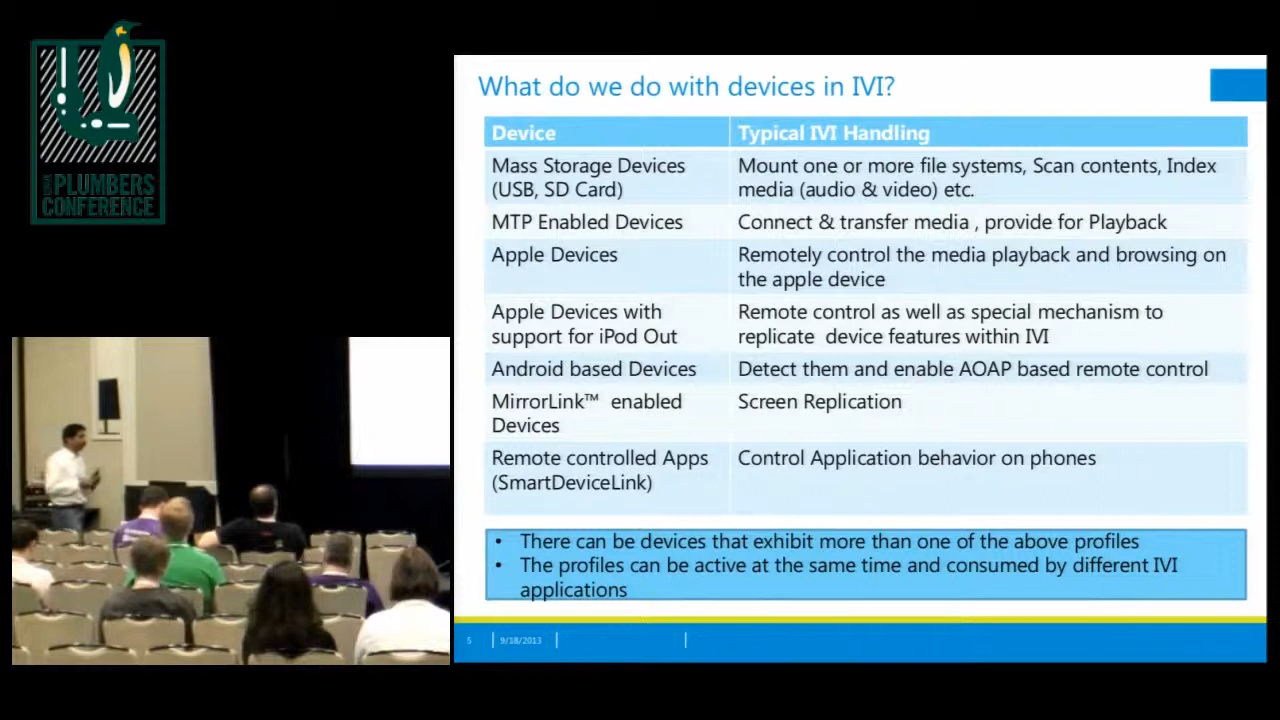 PLUMBERS
CONFERENCE
What do we do with devices in IVI?
Device
Typical IVI Handling
Mass Storage Devices
(USB, SD Card)
Mount one or more file systems, Scan contents, Index
media (audio & video) etc.
MTP Enabled Devices
Connect & transfer media , provide for Playback
Apple Devices
Remotely control the media playback and browsing on
the apple device
Apple Devices with
support for iPod Out
Remote control as well as special mechanism to
replicate device features within IVI
Android based Devices
Detect them and enable AOAP based remote control
MirrorLink™ enabled
Devices
Screen Replication
Remote controlled Apps
(SmartDeviceLink)
Control Application behavior on phones
• There can be devices that exhibit more than one of the above profiles
• The profiles can be active at the same time and consumed by different IVI
applications
5
9/18/2013